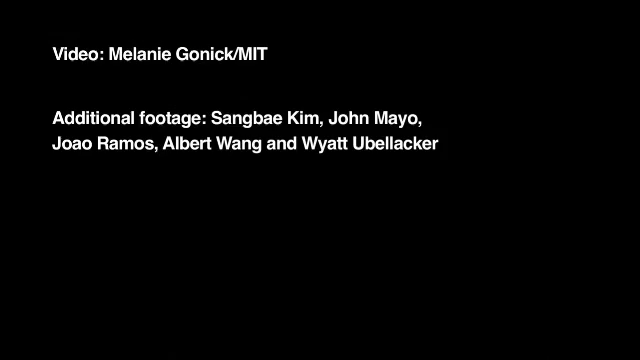 Video: Melanie Gonick/MIT
Additional footage: Sangbae Kim, John Mayo,
Joao Ramos, Albert Wang and Wyatt Ubellacker